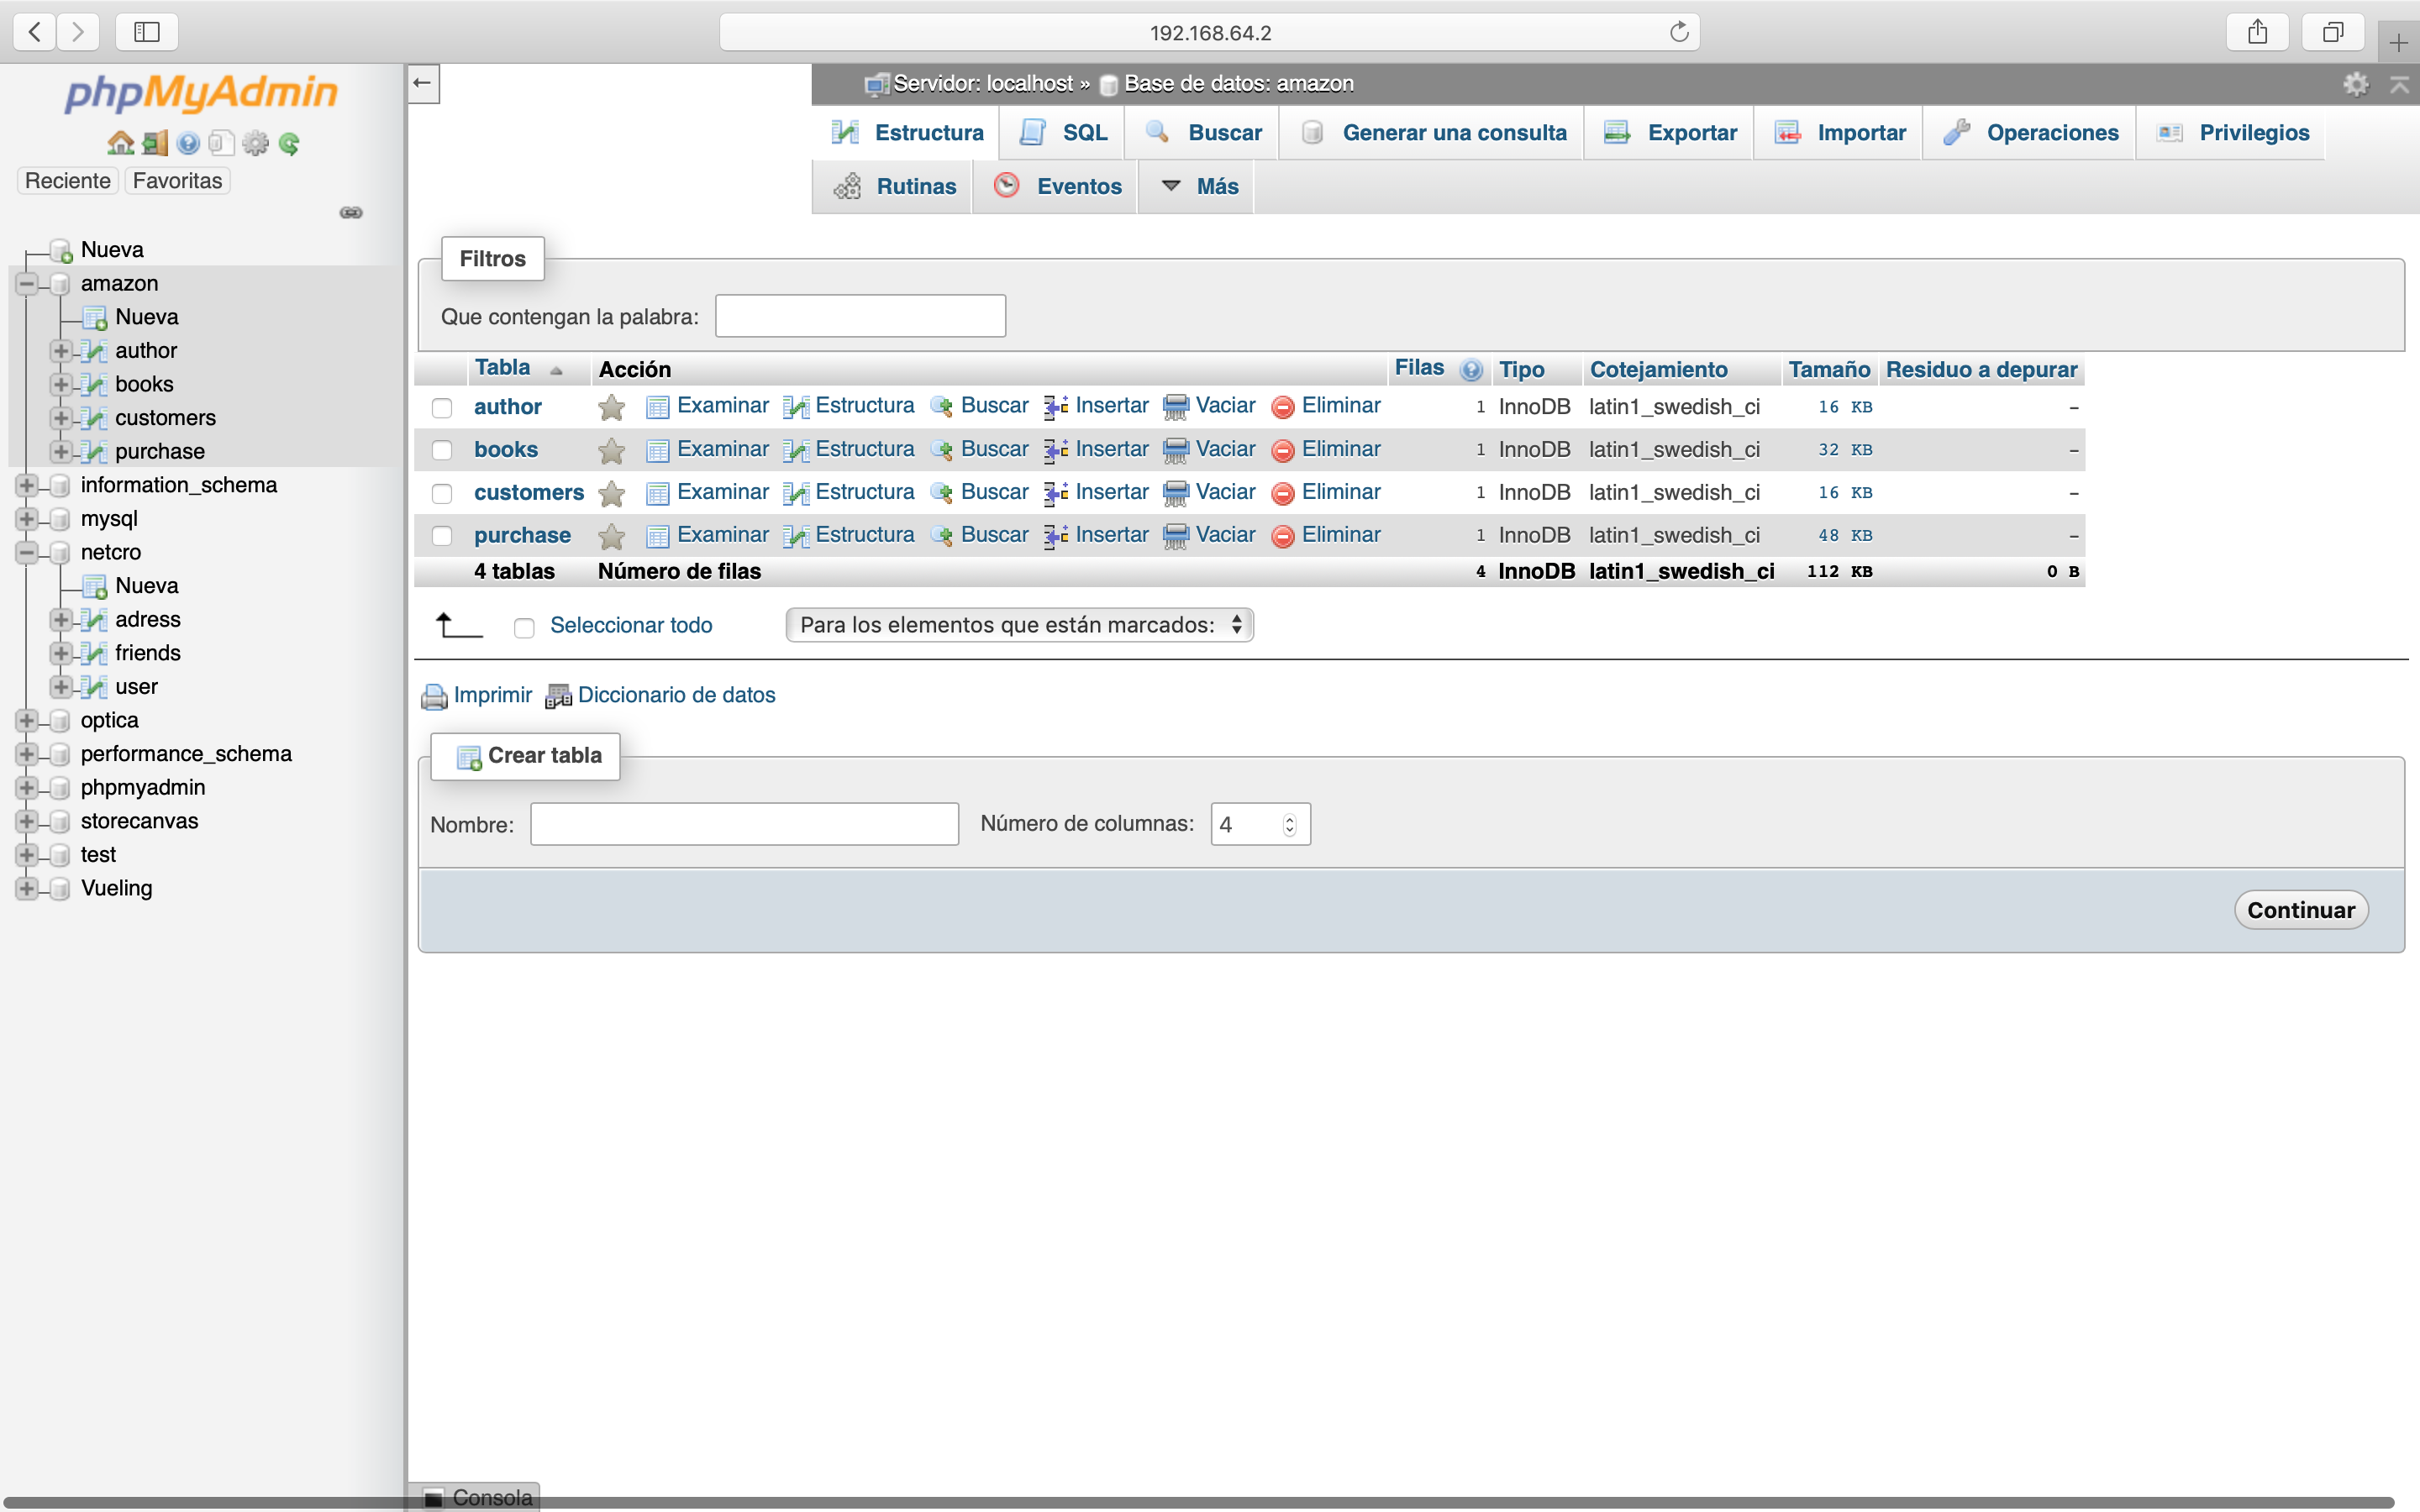 192.168.64.2
phpMyAdmin
Reciente Favoritas
Nueva
amazon
Nueva
author
books
customers
purchase
information_schema
mysql
netcro
Nueva
adress
friends
user
optica
performance_schema
phpmyadmin
storecanvas
test
Vueling
Servidor: localhost » Base de datos: amazon
Estructura SQL Buscar Generar una consulta Exportar Importar Operaciones Privilegios
Rutinas Eventos Más
Filtros
Que contengan la palabra:
Tabla Acción Filas Tipo Cotejamiento Tamaño Residuo a depurar
author Examinar Estructura Buscar Insertar Vaciar Eliminar 1 InnoDB latin1_swedish_ci 16 KB –
books Examinar Estructura Buscar Insertar Vaciar Eliminar 1 InnoDB latin1_swedish_ci 32 KB –
customers Examinar Estructura Buscar Insertar Vaciar Eliminar 1 InnoDB latin1_swedish_ci 16 KB –
purchase Examinar Estructura Buscar Insertar Vaciar Eliminar 1 InnoDB latin1_swedish_ci 48 KB –
4 tablas Número de filas 4 InnoDB latin1_swedish_ci 112 KB 0 B
Seleccionar todo Para los elementos que están marcados:
Imprimir Diccionario de datos
Crear tabla
Nombre: Número de columnas: 4
Continuar
Consola